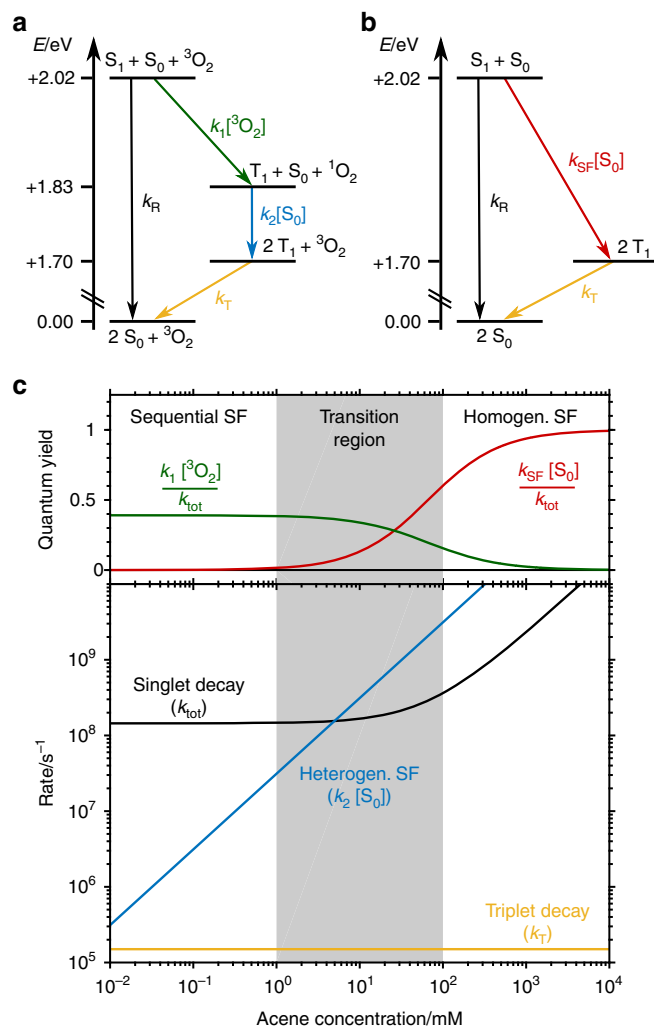 a
E/eV
S₁ + S₀ + ³O₂
+2.02
k₁[³O₂]
T₁ + S₀ + ¹O₂
+1.83
kR
k₂[S₀]
2 T₁ + ³O₂
+1.70
kT
0.00
2 S₀ + ³O₂
b
E/eV
S₁ + S₀
+2.02
kSF[S₀]
kR
2 T₁
+1.70
kT
0.00
2 S₀
c
Sequential SF
Transition
region
Homogen. SF
Quantum yield
1
0.5
0
k₁ [³O₂]
ktot
kSF [S₀]
ktot
Rate/s⁻¹
10⁹
10⁸
10⁷
10⁶
10⁵
Singlet decay
(ktot)
Heterogen. SF
(k₂ [S₀])
Triplet decay
(kT)
10⁻² 10⁻¹ 10⁰ 10¹ 10² 10³ 10⁴
Acene concentration/mM